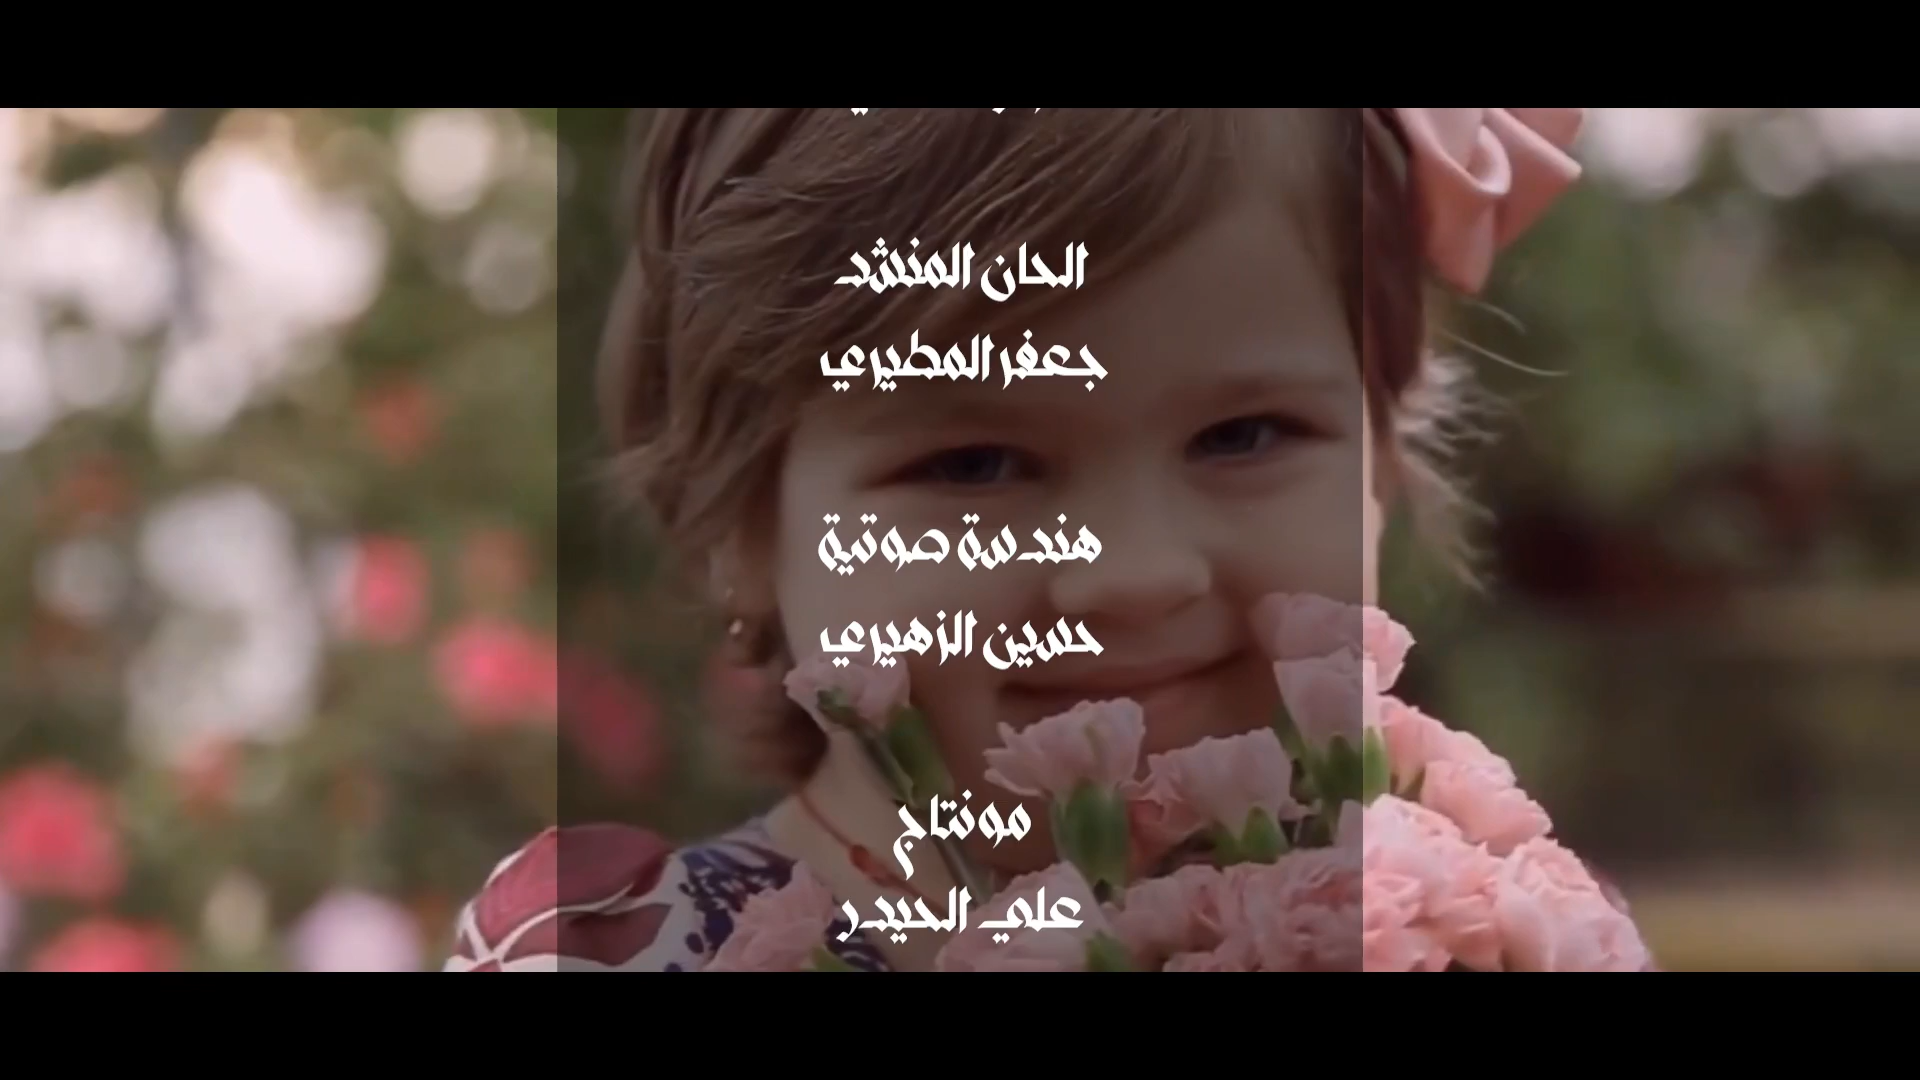 الحان المنشد
جعفر المطيري
هندسة صوتية
حسين الزهيري
مونتاج
علي الحيدر